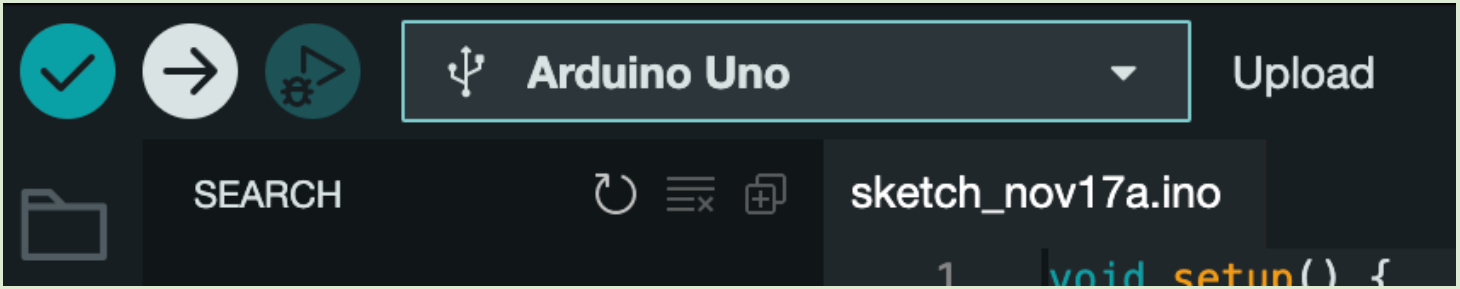 Arduino Uno
Upload
SEARCH
sketch_nov17a.ino
1
void setup() {